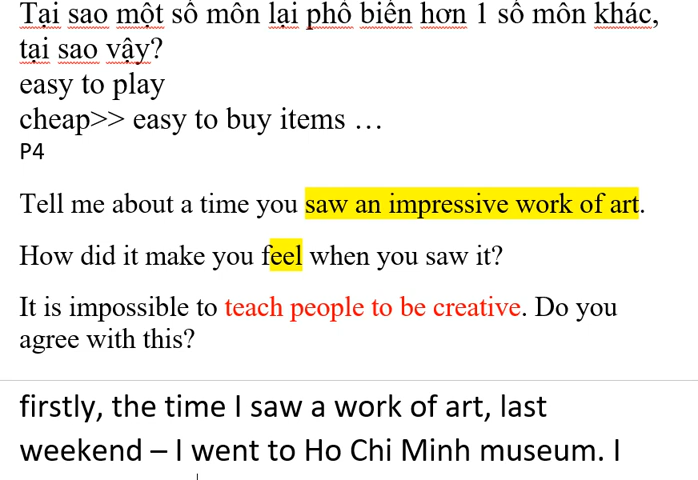 Tại sao một số môn lại phổ biến hơn 1 số môn khác,
tại sao vậy?
easy to play
cheap>> easy to buy items …
P4
Tell me about a time you saw an impressive work of art.
How did it make you feel when you saw it?
It is impossible to teach people to be creative. Do you
agree with this?
firstly, the time I saw a work of art, last
weekend – I went to Ho Chi Minh museum. I